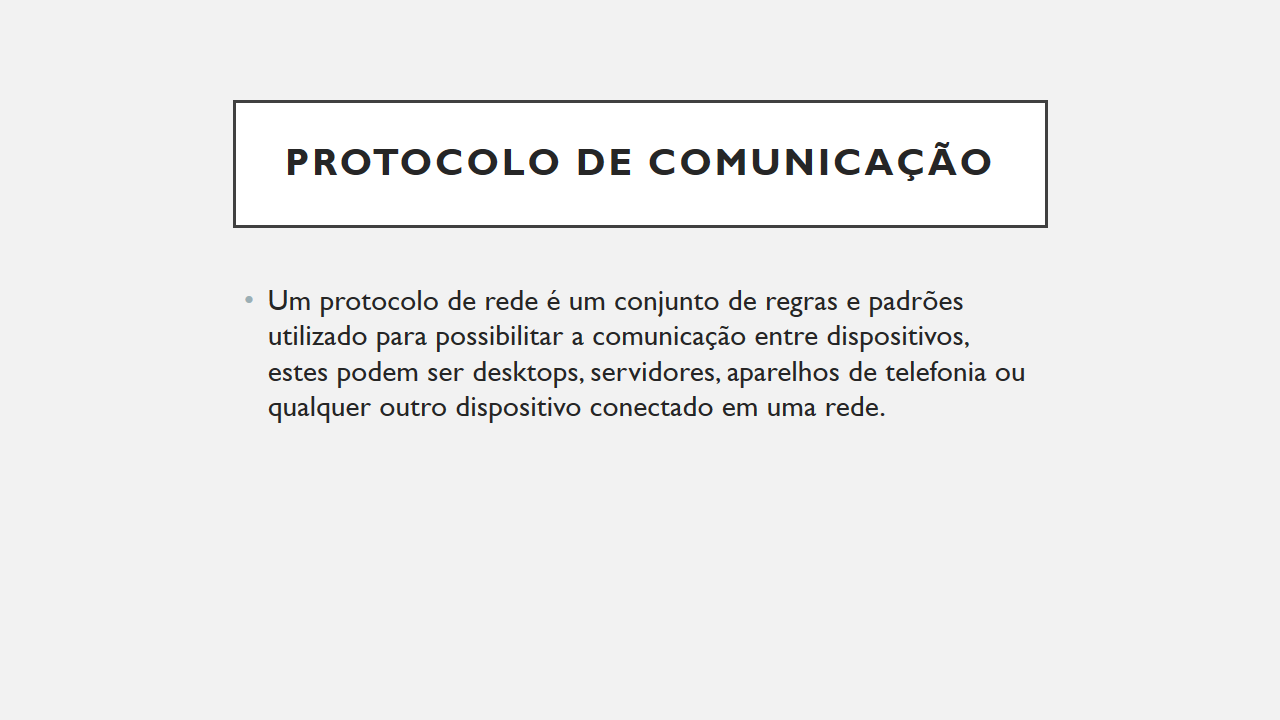 PROTOCOLO DE COMUNICAÇÃO
• Um protocolo de rede é um conjunto de regras e padrões
utilizado para possibilitar a comunicação entre dispositivos,
estes podem ser desktops, servidores, aparelhos de telefonia ou
qualquer outro dispositivo conectado em uma rede.